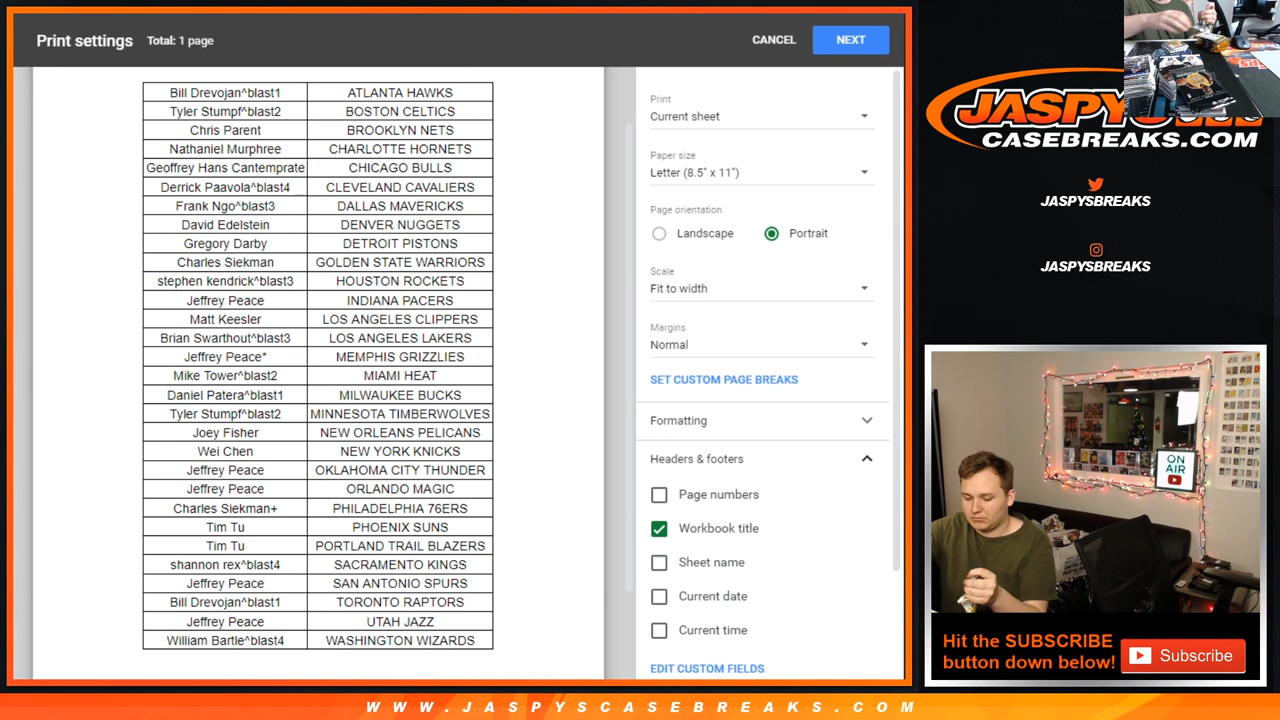 Print settings Total: 1 page CANCEL NEXT
Bill Drevojan^blast1 ATLANTA HAWKS
Tyler Stumpf^blast2 BOSTON CELTICS
Chris Parent BROOKLYN NETS
Nathaniel Murphree CHARLOTTE HORNETS
Geoffrey Hans Cantemprate CHICAGO BULLS
Derrick Paavola^blast4 CLEVELAND CAVALIERS
Frank Ngo^blast3 DALLAS MAVERICKS
David Edelstein DENVER NUGGETS
Gregory Darby DETROIT PISTONS
Charles Siekman GOLDEN STATE WARRIORS
stephen kendrick^blast3 HOUSTON ROCKETS
Jeffrey Peace INDIANA PACERS
Matt Keesler LOS ANGELES CLIPPERS
Brian Swarthout^blast3 LOS ANGELES LAKERS
Jeffrey Peace* MEMPHIS GRIZZLIES
Mike Tower^blast2 MIAMI HEAT
Daniel Patera^blast1 MILWAUKEE BUCKS
Tyler Stumpf^blast2 MINNESOTA TIMBERWOLVES
Joey Fisher NEW ORLEANS PELICANS
Wei Chen NEW YORK KNICKS
Jeffrey Peace OKLAHOMA CITY THUNDER
Jeffrey Peace ORLANDO MAGIC
Charles Siekman+ PHILADELPHIA 76ERS
Tim Tu PHOENIX SUNS
Tim Tu PORTLAND TRAIL BLAZERS
shannon rex^blast4 SACRAMENTO KINGS
Jeffrey Peace SAN ANTONIO SPURS
Bill Drevojan^blast1 TORONTO RAPTORS
Jeffrey Peace UTAH JAZZ
William Bartle^blast4 WASHINGTON WIZARDS
Print
Current sheet
Paper size
Letter (8.5" x 11")
Page orientation
Landscape Portrait
Scale
Fit to width
Margins
Normal
SET CUSTOM PAGE BREAKS
Formatting
Headers & footers
Page numbers
Workbook title
Sheet name
Current date
Current time
EDIT CUSTOM FIELDS
CASEBREAKS.COM
JASPYSBREAKS
JASPYSBREAKS
ON
AIR
Hit the SUBSCRIBE
button down below!
Subscribe
WWW.JASPYSCASEBREAKS.COM